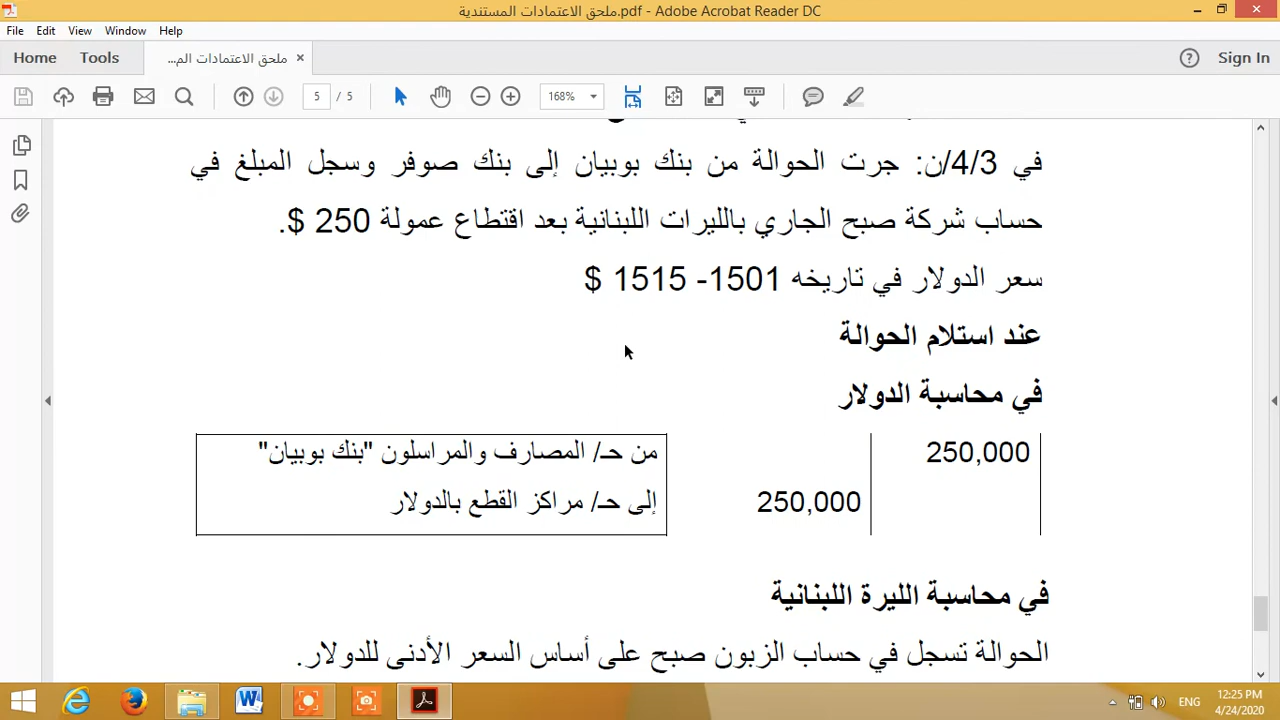 ملحق الاعتمادات المستندية.pdf - Adobe Acrobat Reader DC
File Edit View Window Help
Home Tools ملحق الاعتمادات الم... × ? Sign In
5 / 5 168%
في 4/3/ن: جرت الحوالة من بنك بوبيان إلى بنك صوفر وسجل المبلغ في
حساب شركة صبح الجاري بالليرات اللبنانية بعد اقتطاع عمولة 250 $.
سعر الدولار في تاريخه 1501- 1515 $
عند استلام الحوالة
في محاسبة الدولار
250,000 من حـ/ المصارف والمراسلون "بنك بوبيان"
250,000 إلى حـ/ مراكز القطع بالدولار
في محاسبة الليرة اللبنانية
الحوالة تسجل في حساب الزبون صبح على أساس السعر الأدنى للدولار.
ENG 12:25 PM
4/24/2020